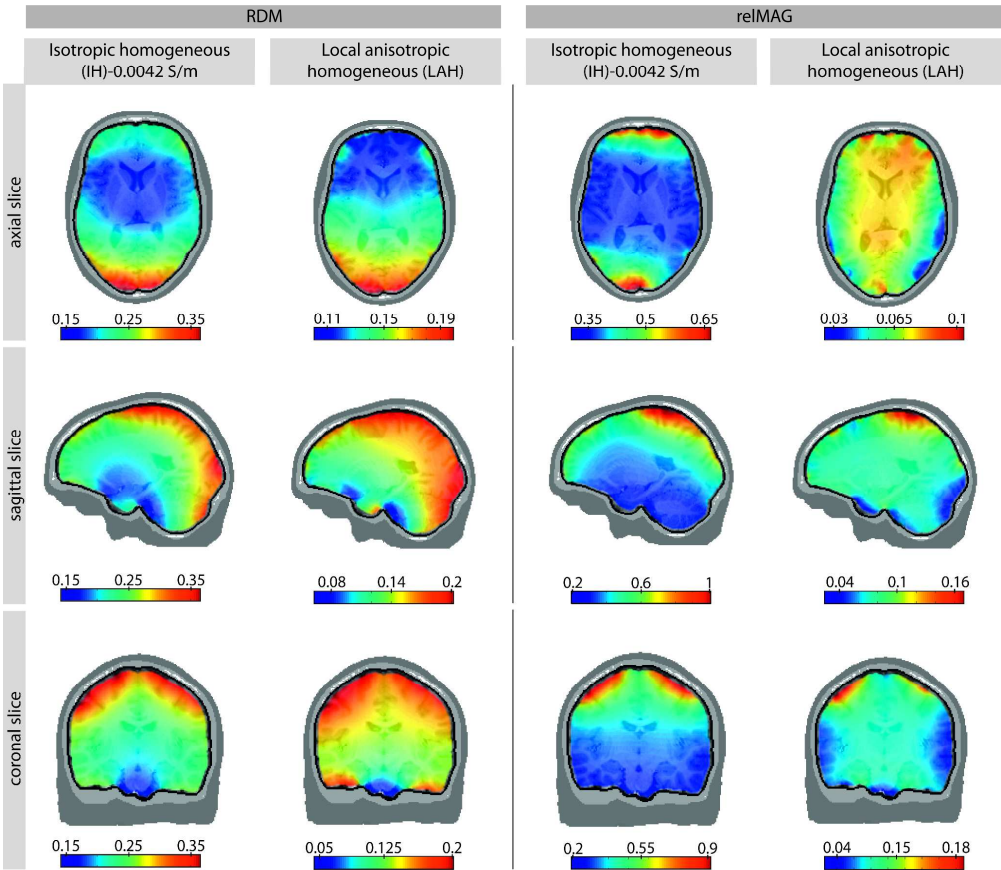 RDM
relMAG
Isotropic homogeneous
(IH)-0.0042 S/m
Local anisotropic
homogeneous (LAH)
Isotropic homogeneous
(IH)-0.0042 S/m
Local anisotropic
homogeneous (LAH)
axial slice
0.15 0.25 0.35
0.11 0.15 0.19
0.35 0.5 0.65
0.03 0.065 0.1
sagittal slice
0.15 0.25 0.35
0.08 0.14 0.2
0.2 0.6 1
0.04 0.1 0.16
coronal slice
0.15 0.25 0.35
0.05 0.125 0.2
0.2 0.55 0.9
0.04 0.15 0.18